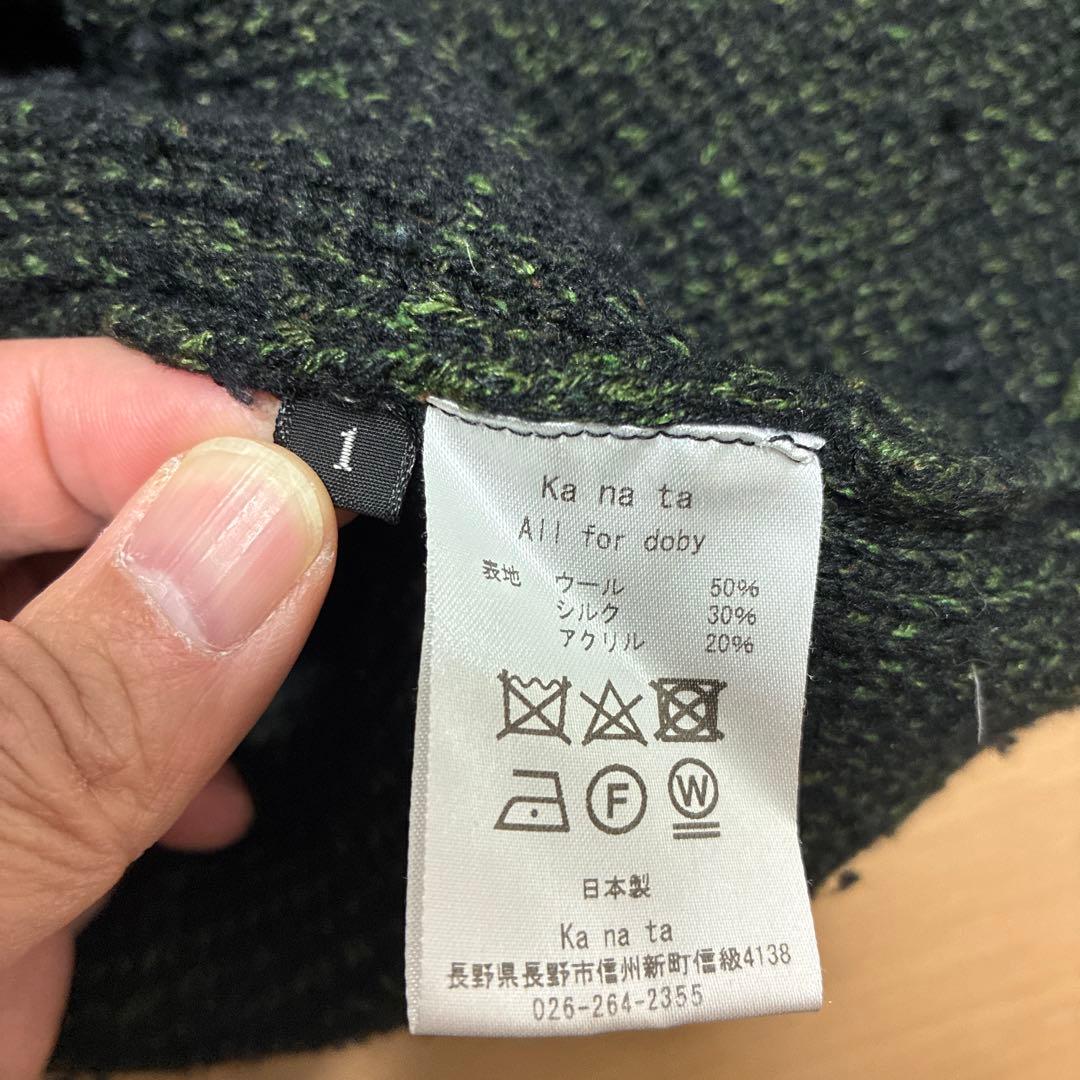 1
Ka na ta
All for doby
表地 ウール 50%
シルク 30%
アクリル 20%
F W
日本製
Ka na ta
長野県長野市信州新町信級4138
026-264-2355